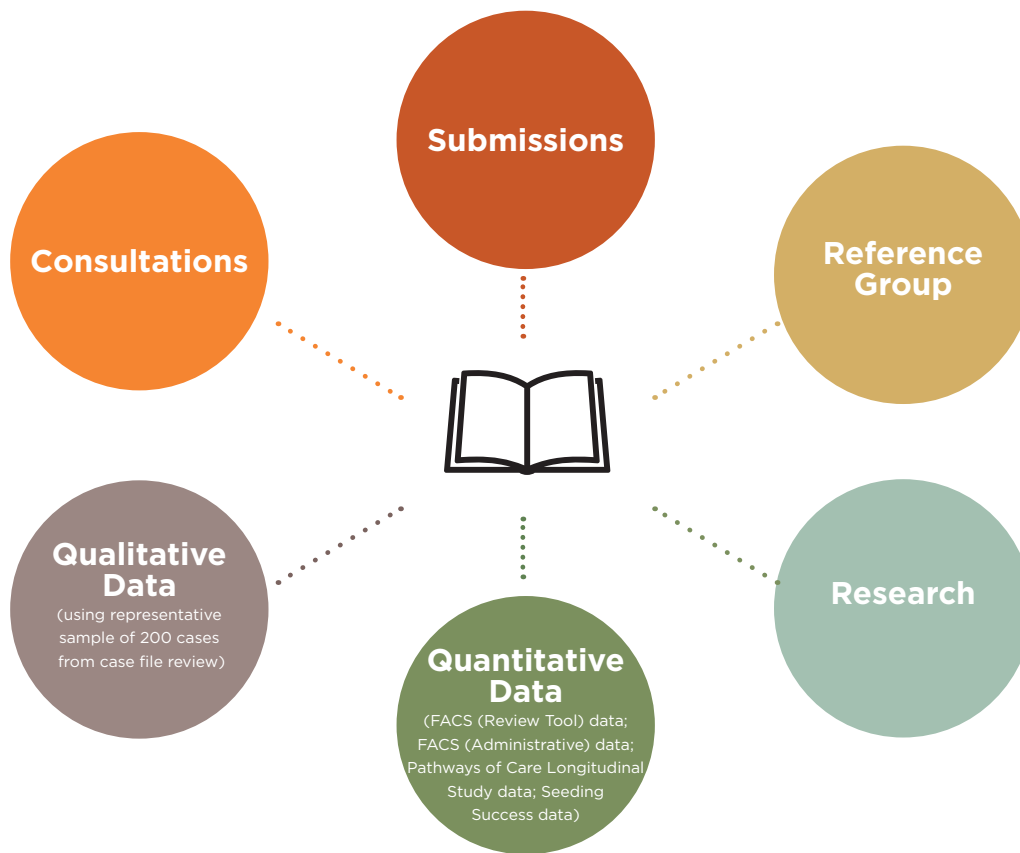 Submissions
Consultations
Reference
Group
Qualitative
Data
(using representative
sample of 200 cases
from case file review)
Quantitative
Data
(FACS (Review Tool) data;
FACS (Administrative) data;
Pathways of Care Longitudinal
Study data; Seeding
Success data)
Research